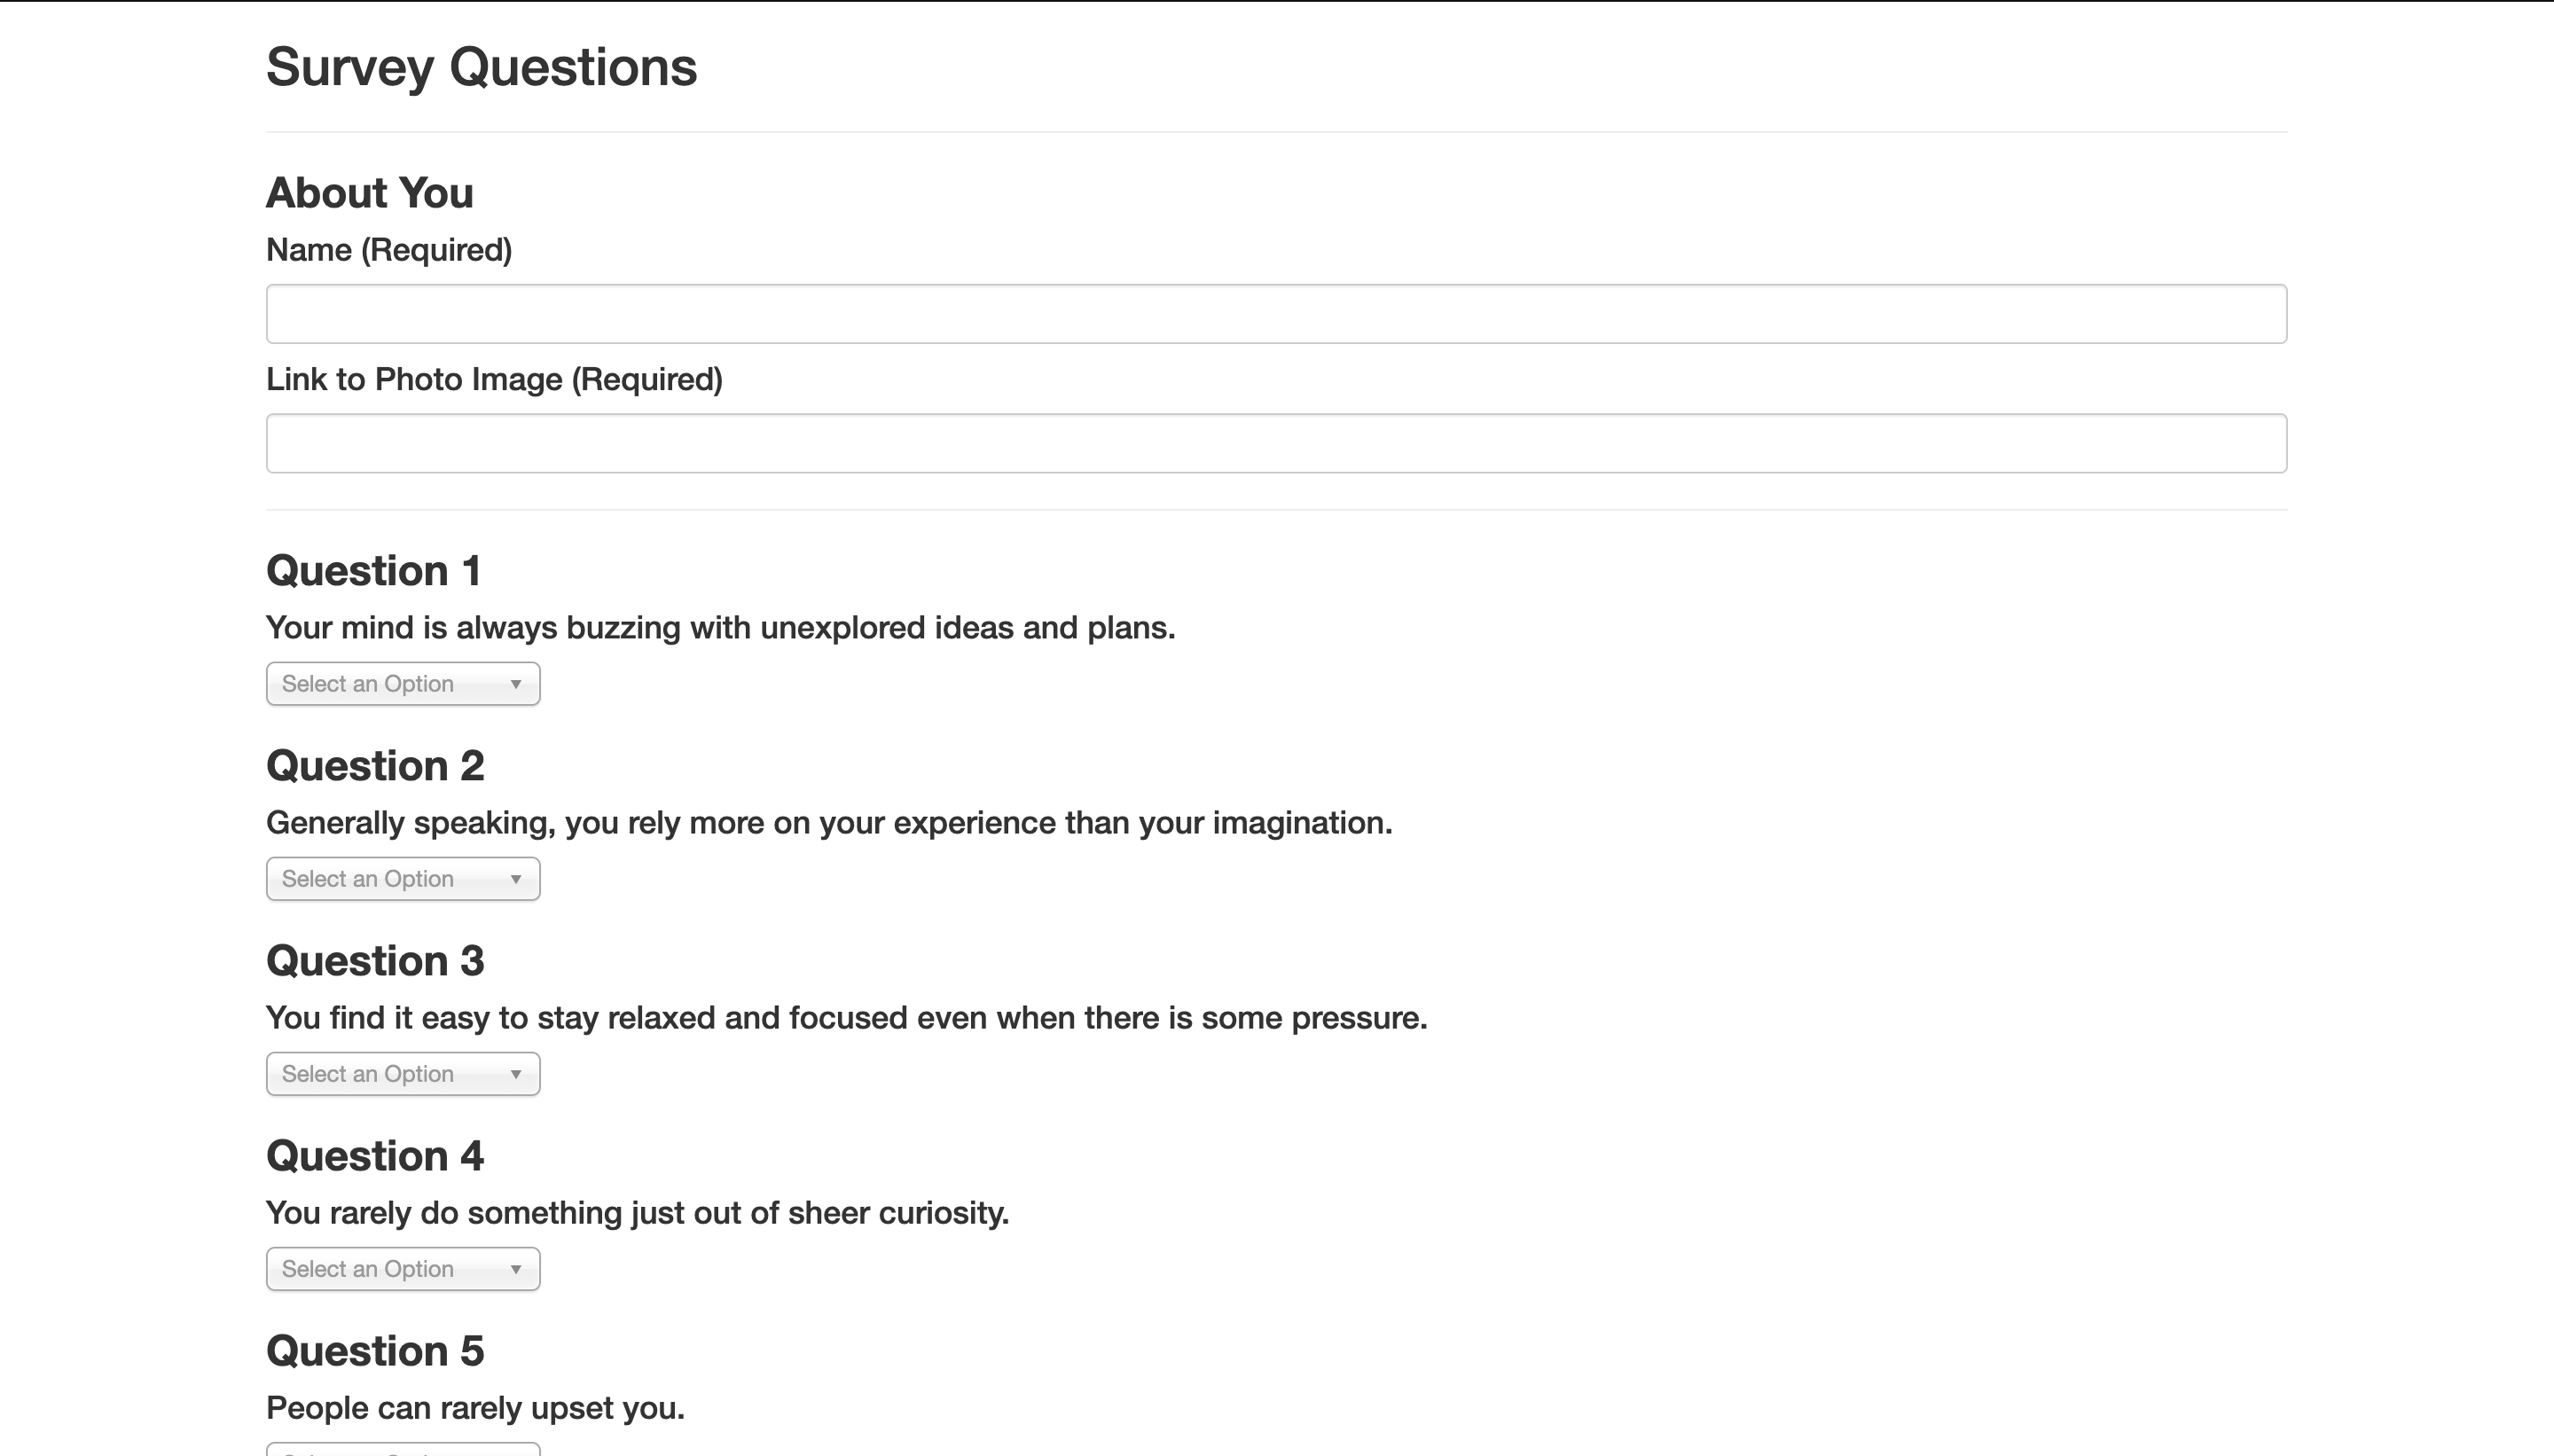 Survey Questions
About You
Name (Required)
Link to Photo Image (Required)
Question 1
Your mind is always buzzing with unexplored ideas and plans.
Select an Option
Question 2
Generally speaking, you rely more on your experience than your imagination.
Select an Option
Question 3
You find it easy to stay relaxed and focused even when there is some pressure.
Select an Option
Question 4
You rarely do something just out of sheer curiosity.
Select an Option
Question 5
People can rarely upset you.